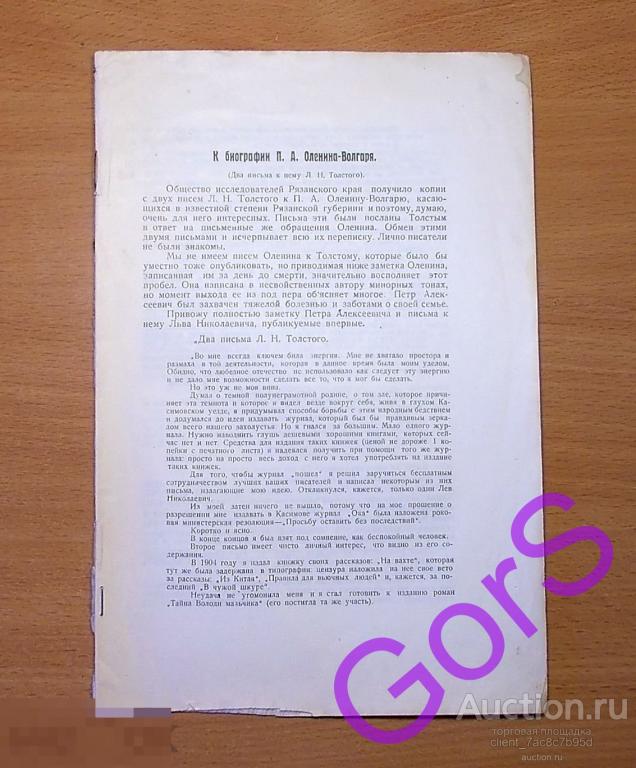 К биографии П. А. Оленина-Волгаря.
(Два письма к нему Л. Н. Толстого).
Общество исследователей Рязанского края получило копии
с двух писем Л. Н. Толстого к П. А. Оленину-Волгарю, касаю-
щихся в известной степени Рязанской губернии и поэтому, думаю,
очень для него интересных. Письма эти были посланы Толстым
в ответ на письменные же обращения Оленина. Обмен этими
двумя письмами и исчерпывает всю их переписку. Лично писатели
не были знакомы.
Мы не имеем писем Оленина к Толстому, которые было бы
уместно тоже опубликовать, но приводимая ниже заметка Оленина,
записанная им за день до смерти, значительно восполняет этот
пробел. Она написана в несвойственных автору минорных тонах,
но момент выхода ее из под пера об'ясняет многое. Петр Алек-
сеевич был захвачен тяжелой болезнью и заботами о своей семье.
Привожу полностью заметку Петра Алексеевича и письма к
нему Льва Николаевича, публикуемые впервые.
„Два письма Л. Н. Толстого.
„Во мне всегда ключем била энергия. Мне не хватало простора и
размаха в той деятельности, которая в данное время была моим уделом.
Обидно, что любезное отечество не использовало как следует эту энергию
и не дало мне возможности сделать все то, что я мог бы сделать.
Но это уж не моя вина.
Думая о темной полунеграмотной родине, о том зле, которое причи-
няет эта темнота и которое я видел везде вокруг себя, живя в глухом Ка-
симовском уезде, я придумывал способы борьбы с этим народным бедствием
и додумался до идеи издавать журнал, который был бы правдивым зерка-
лом всего нашего захолустья. Но я гнался за большим. Мало одного жур-
нала. Нужно наводнить глушь дешевыми хорошими книгами, которых сей-
час нет и нет. Средства для издания таких книжек (ценой не дороже 1 ко-
пейки с печатного листа) я надеялся получить при помощи того же жур-
нала: просто на просто весь доход с него я хотел употреблять на издание
таких книжек.
Для того, чтобы журнал „пошел“ я решил заручиться бесплатным
сотрудничеством лучших наших писателей и написал некоторым из них
письма, излагающие мою идею. Откликнулся, кажется, только один Лев
Николаевич.
Из моей затеи ничего не вышло, потому что на мое прошение о
разрешении мне издавать в Касимове журнал „Ока“ была наложена роко-
вая министерская резолюция—„Просьбу оставить без последствий“.
Коротко и ясно.
В конце концов я был взят под сомнение, как беспокойный человек.
Второе письмо имеет чисто личный интерес, что видно из его со-
держания.
В 1904 году я издал книжку своих рассказов: „На вахте“, которая
тут же была задержана в типографии: цензура наложила на нее свое вето
за рассказы: „Из Китая“, „Правила для вьючных людей“ и, кажется, за по-
следний „В чужой шкуре“.
Неудача не угомонила меня и я стал готовить к изданию роман
„Тайна Володи мальчика“ (его постигла та же участь).
GorS
Auction.ru
торговая площадка
client_7ac8c7b95d
auction.ru